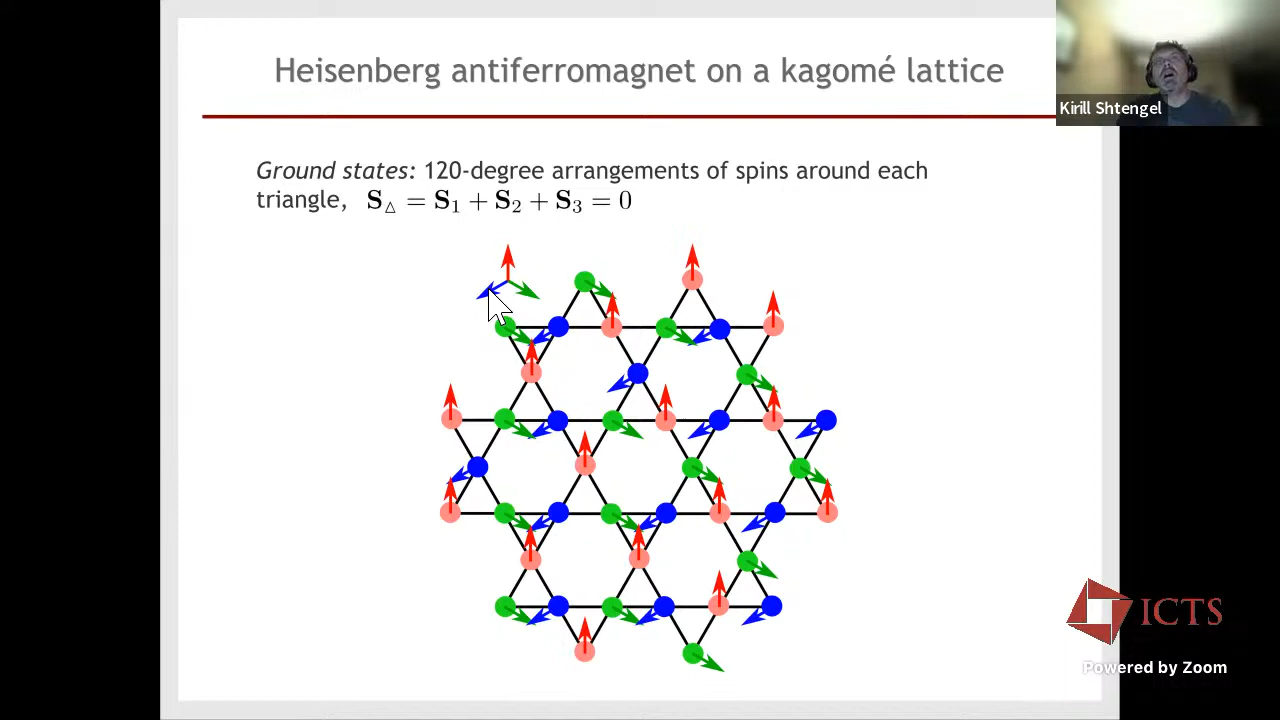 Heisenberg antiferromagnet on a kagomé lattice
Kirill Shtengel
Ground states: 120-degree arrangements of spins around each
triangle, S△ = S1 + S2 + S3 = 0
ICTS
Powered by Zoom